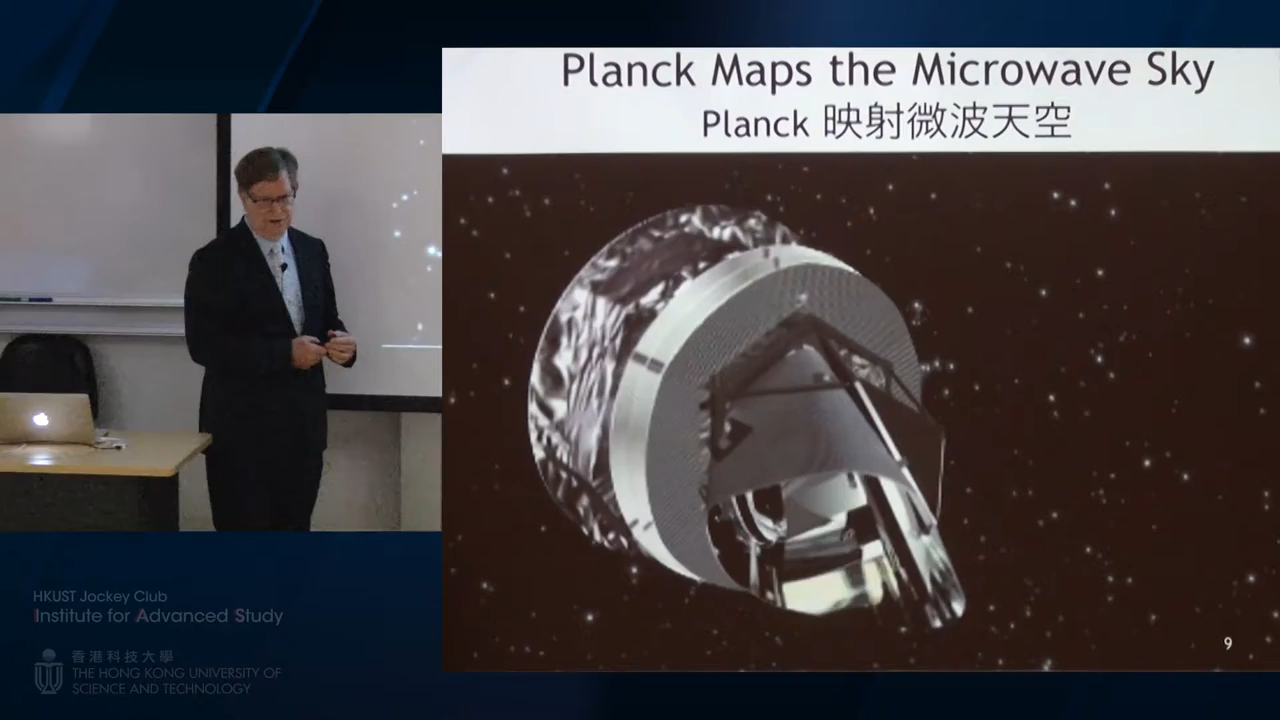 Planck Maps the Microwave Sky
Planck 映射微波天空
9
HKUST Jockey Club
Institute for Advanced Study
香港科技大學
THE HONG KONG UNIVERSITY OF
SCIENCE AND TECHNOLOGY